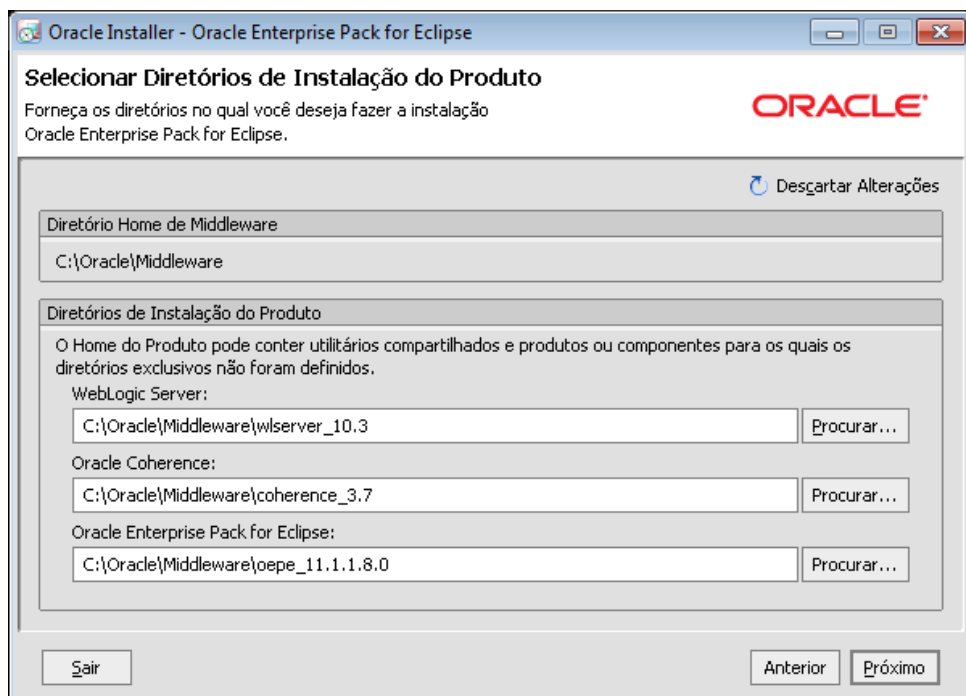 Oracle Installer - Oracle Enterprise Pack for Eclipse
Selecionar Diretórios de Instalação do Produto
Forneça os diretórios no qual você deseja fazer a instalação
Oracle Enterprise Pack for Eclipse.
ORACLE
Descartar Alterações
Diretório Home de Middleware
C:\Oracle\Middleware
Diretórios de Instalação do Produto
O Home do Produto pode conter utilitários compartilhados e produtos ou componentes para os quais os
diretórios exclusivos não foram definidos.
WebLogic Server:
C:\Oracle\Middleware\wlserver_10.3
Procurar...
Oracle Coherence:
C:\Oracle\Middleware\coherence_3.7
Procurar...
Oracle Enterprise Pack for Eclipse:
C:\Oracle\Middleware\oepe_11.1.1.8.0
Procurar...
Sair
Anterior
Próximo